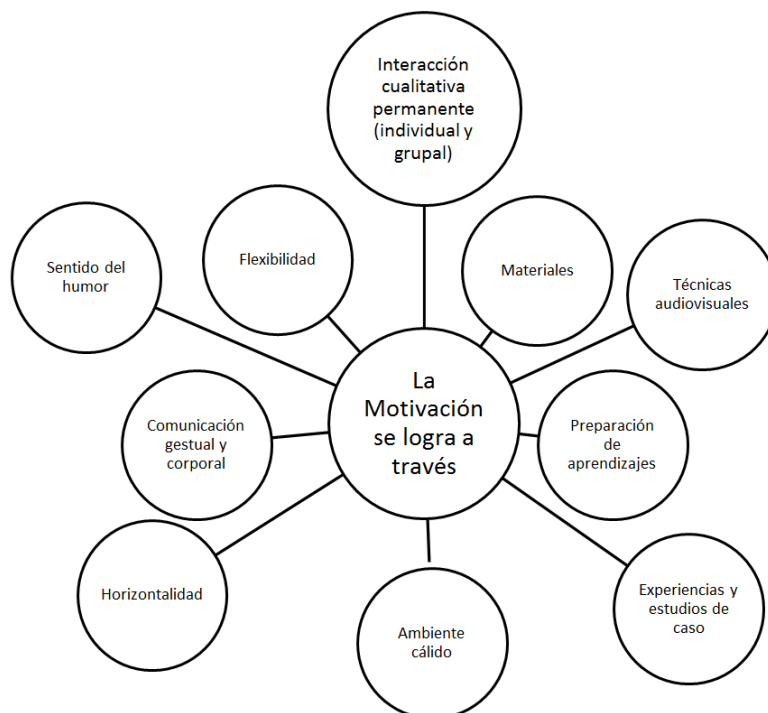 Interacción
cualitativa
permanente
(individual y
grupal)
Flexibilidad
Materiales
Sentido del
humor
Técnicas
audiovisuales
La
Motivación
se logra a
través
Comunicación
gestual y
corporal
Preparación
de
aprendizajes
Horizontalidad
Experiencias y
estudios de
caso
Ambiente
cálido